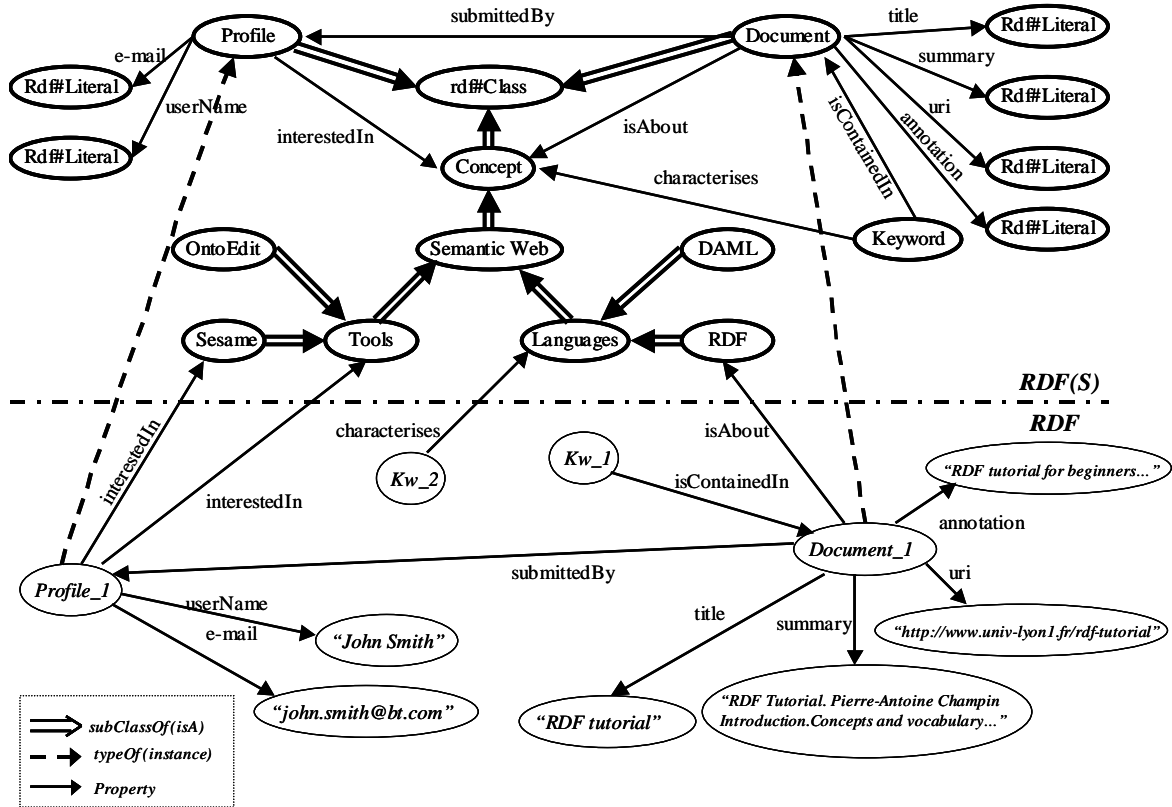 submittedBy
title
Profile
Document
Rdf#Literal
e-mail
summary
Rdf#Literal
rdf#Class
Rdf#Literal
userName
uri
isContainedIn
annotation
interestedIn
isAbout
Rdf#Literal
Concept
Rdf#Literal
characterises
Rdf#Literal
Keyword
OntoEdit
Semantic Web
DAML
Sesame
Tools
Languages
RDF
RDF(S)
RDF
characterises
isAbout
interestedIn
Kw_1
"RDF tutorial for beginners..."
Kw_2
isContainedIn
interestedIn
annotation
Document_1
submittedBy
uri
Profile_1
userName
title
summary
e-mail
"John Smith"
"http://www.univ-lyon1.fr/rdf-tutorial"
"john.smith@bt.com"
"RDF tutorial"
"RDF Tutorial. Pierre-Antoine Champin
Introduction.Concepts and vocabulary..."
subClassOf(isA)
typeOf(instance)
Property